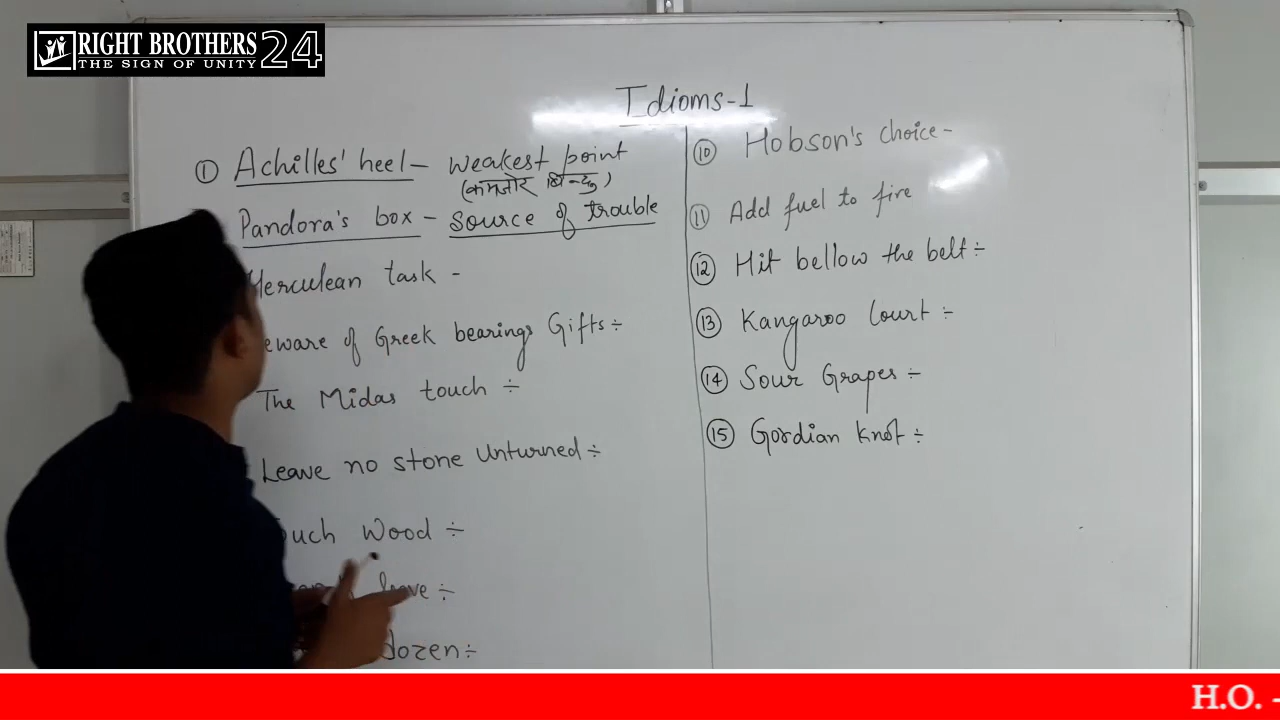 RIGHT BROTHERS 24
THE SIGN OF UNITY
Idioms-1
① Achilles' heel - Weakest point
(कमजोर बिन्दु)
Pandora's box - Source of trouble
Herculean task -
eware of Greek bearings Gifts ÷
The Midas touch ÷
Leave no stone Unturned ÷
ouch Wood ÷
leave ÷
dozen ÷
⑩ Hobson's choice -
⑪ Add fuel to fire
⑫ Hit bellow the belt ÷
⑬ Kangaroo Court ÷
⑭ Sour Grapes ÷
⑮ Gordian Knot ÷
H.O. -